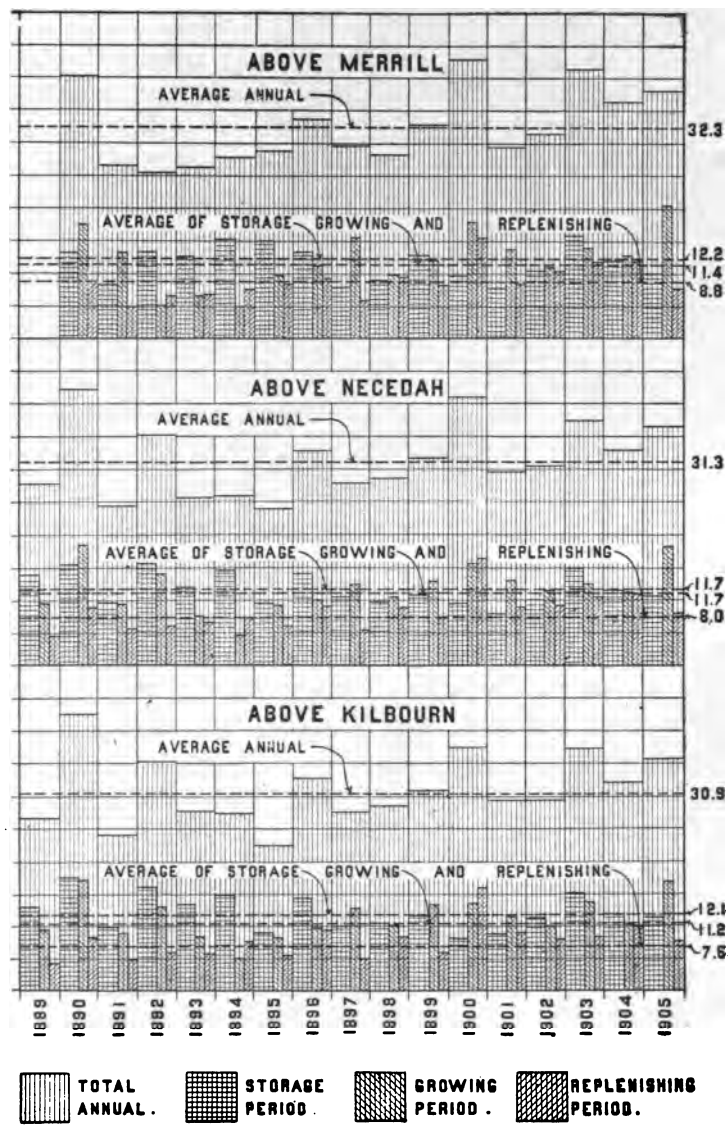 ABOVE MERRILL
AVERAGE ANNUAL
32.3
AVERAGE OF STORAGE GROWING AND REPLENISHING
12.2
11.4
8.8
ABOVE NECEDAH
AVERAGE ANNUAL
31.3
AVERAGE OF STORAGE GROWING AND REPLENISHING
11.7
11.7
8.0
ABOVE KILBOURN
AVERAGE ANNUAL
30.9
AVERAGE OF STORAGE GROWING AND REPLENISHING
12.1
11.2
7.6
1889 1890 1891 1892 1893 1894 1895 1896 1897 1898 1899 1900 1901 1902 1903 1904 1905
TOTAL ANNUAL.
STORAGE PERIOD.
GROWING PERIOD.
REPLENISHING PERIOD.